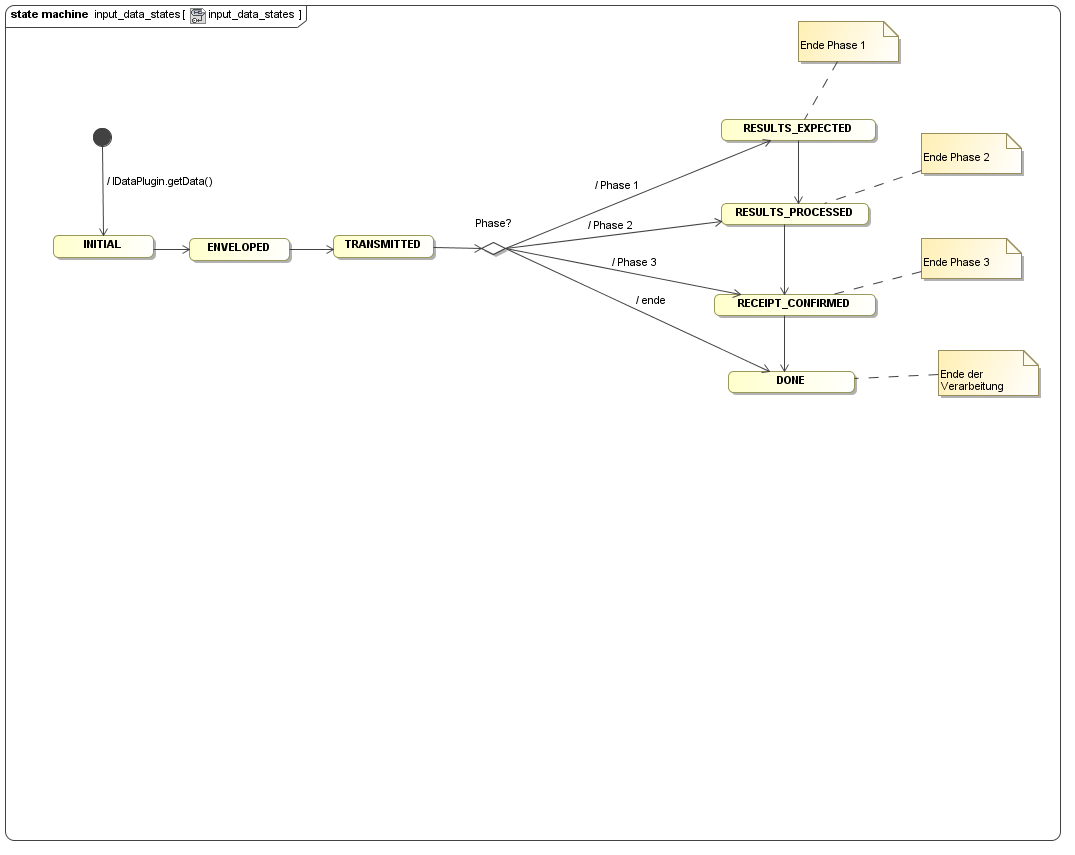 state machine input_data_states [ input_data_states ]
Ende Phase 1
RESULTS_EXPECTED
Ende Phase 2
/ IDataPlugin.getData()
/ Phase 1
RESULTS_PROCESSED
Phase?
/ Phase 2
INITIAL
ENVELOPED
TRANSMITTED
/ Phase 3
Ende Phase 3
/ ende
RECEIPT_CONFIRMED
DONE
Ende der
Verarbeitung